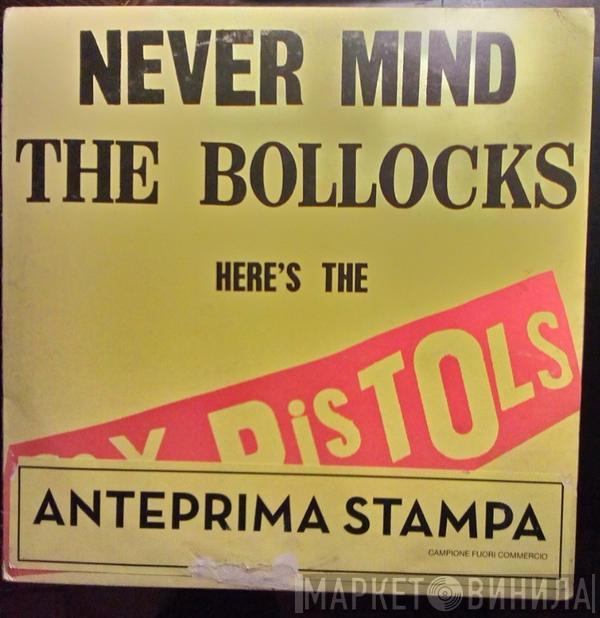 NEVER MIND
THE BOLLOCKS
HERE'S THE
PISTOLS
ANTEPRIMA STAMPA
CAMPIONE FUORI COMMERCIO
МАРКЕТ ВИНИЛА